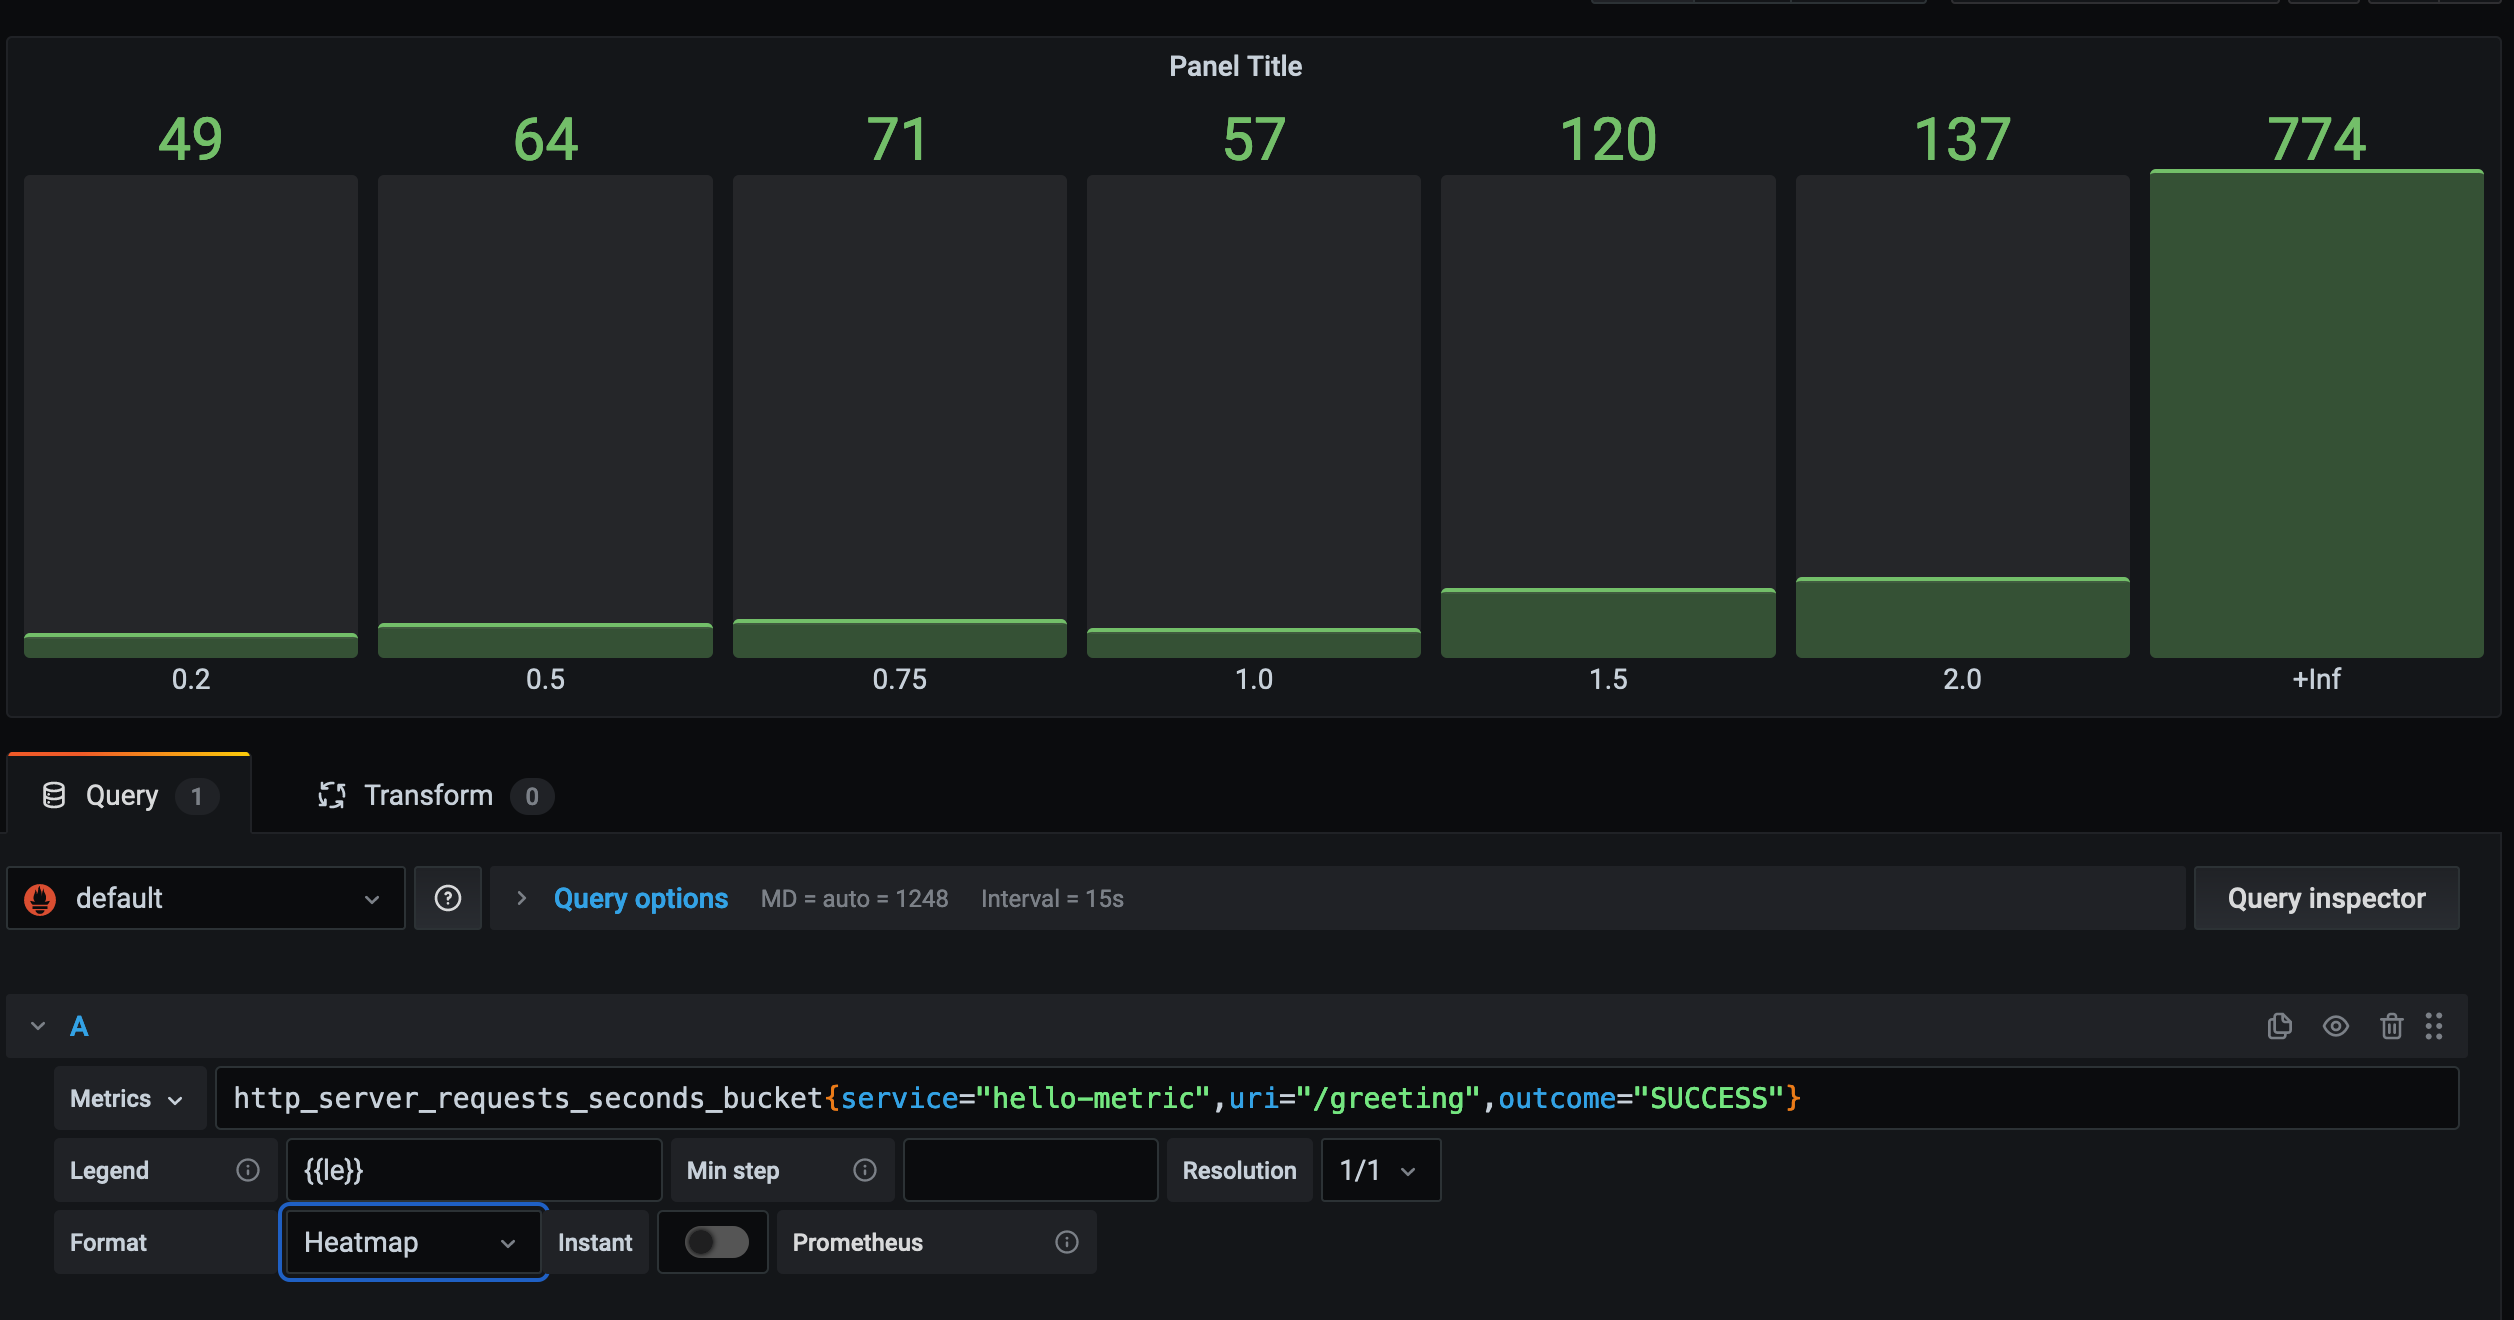 Panel Title
49 64 71 57 120 137 774
0.2 0.5 0.75 1.0 1.5 2.0 +Inf
Query 1 Transform 0
default Query options MD = auto = 1248 Interval = 15s Query inspector
A
Metrics http_server_requests_seconds_bucket{service="hello-metric",uri="/greeting",outcome="SUCCESS"}
Legend {{le}} Min step Resolution 1/1
Format Heatmap Instant Prometheus